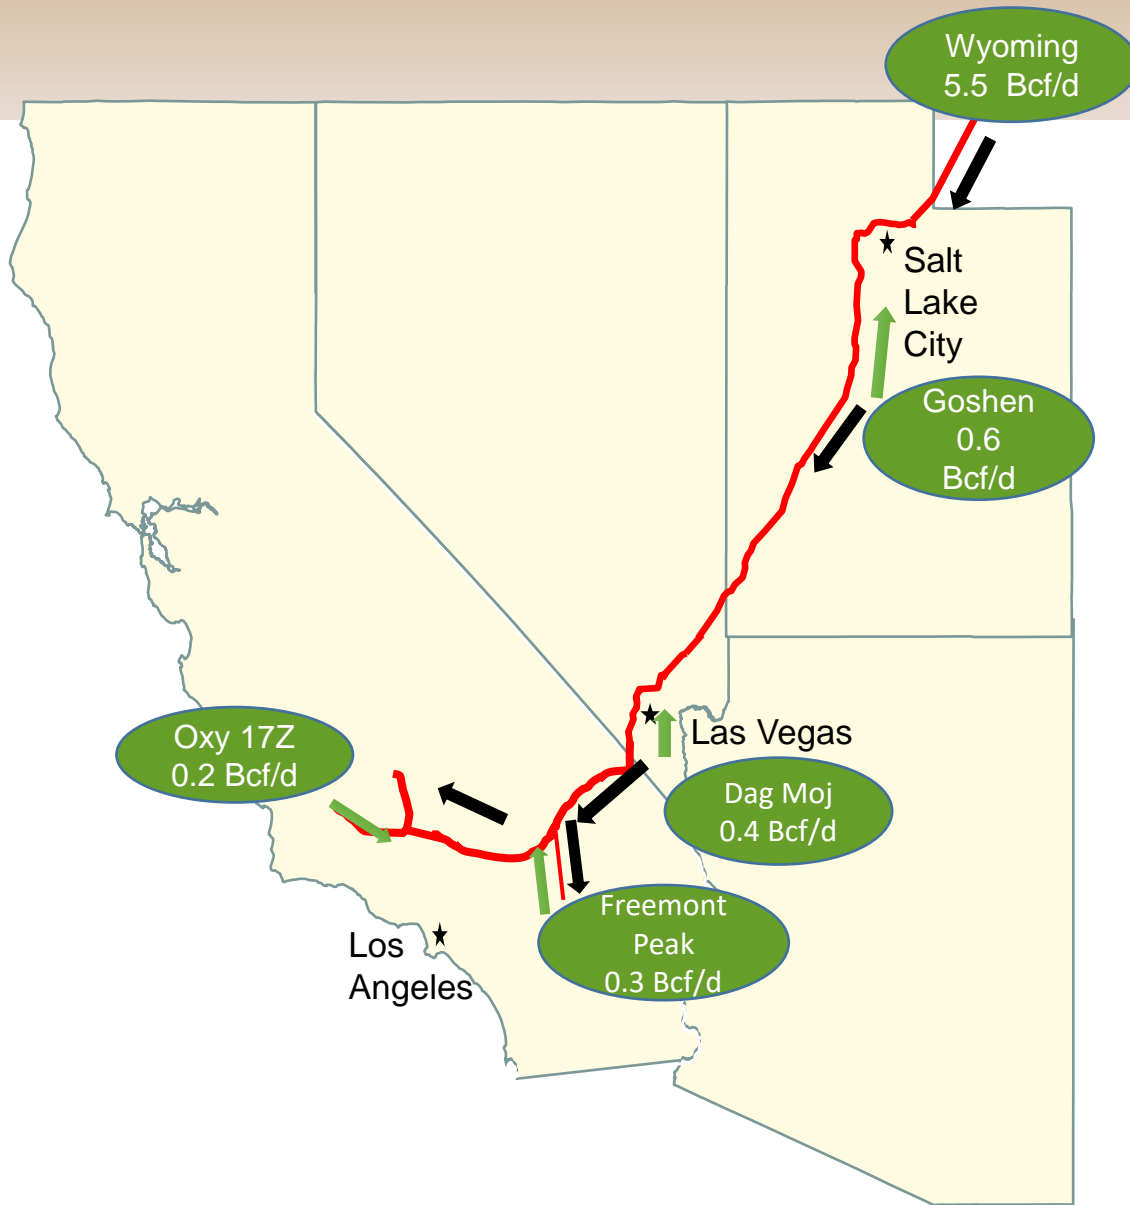 Wyoming
5.5 Bcf/d
Salt
Lake
City
Goshen
0.6
Bcf/d
Las Vegas
Oxy 17Z
0.2 Bcf/d
Dag Moj
0.4 Bcf/d
Freemont
Peak
0.3 Bcf/d
Los
Angeles